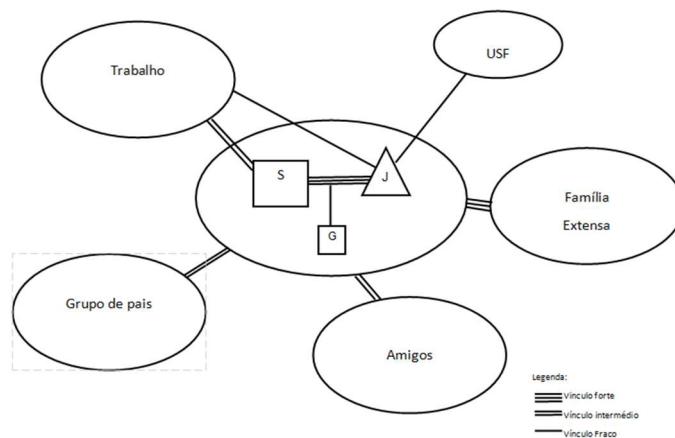 Trabalho
USF
S
J
G
Família
Extensa
Grupo de pais
Amigos
Legenda:
Vínculo forte
Vínculo intermédio
Vínculo Fraco